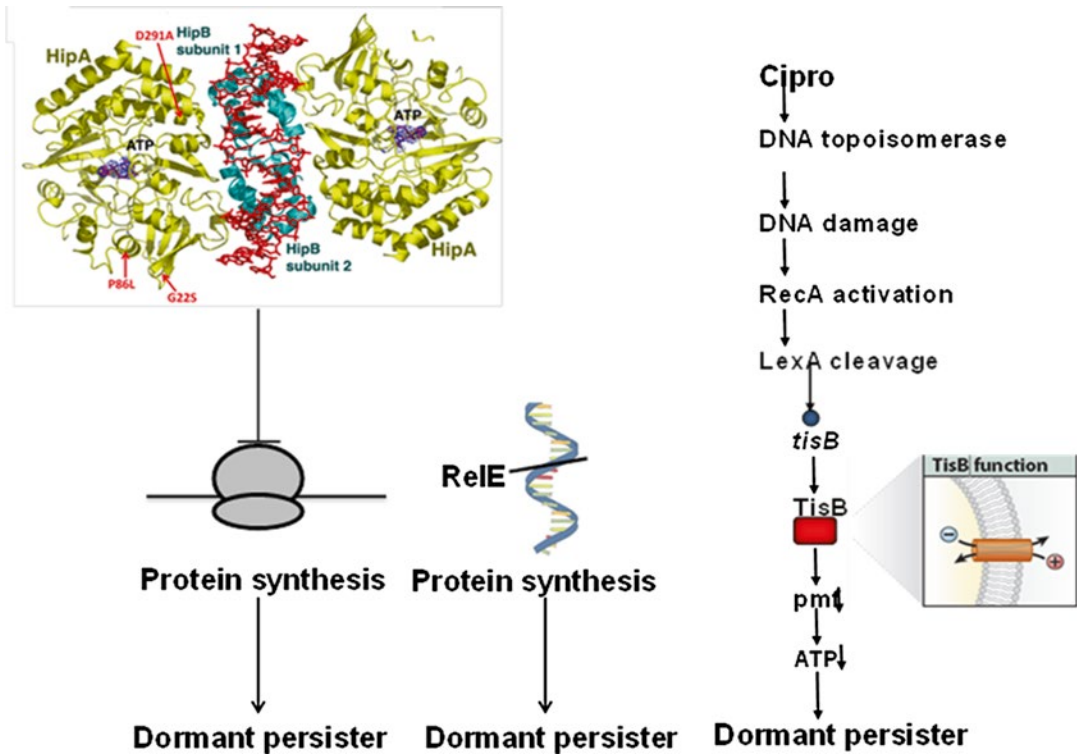 D291A
HipB
subunit 1
HipA
ATP
ATP
HipA
HipB
subunit 2
P86L
G22S
RelE
Protein synthesis
Protein synthesis
Dormant persister
Dormant persister
Cipro
DNA topoisomerase
DNA damage
RecA activation
LexA cleavage
tisB
TisB
TisB function
−
+
pmf
ATP
Dormant persister